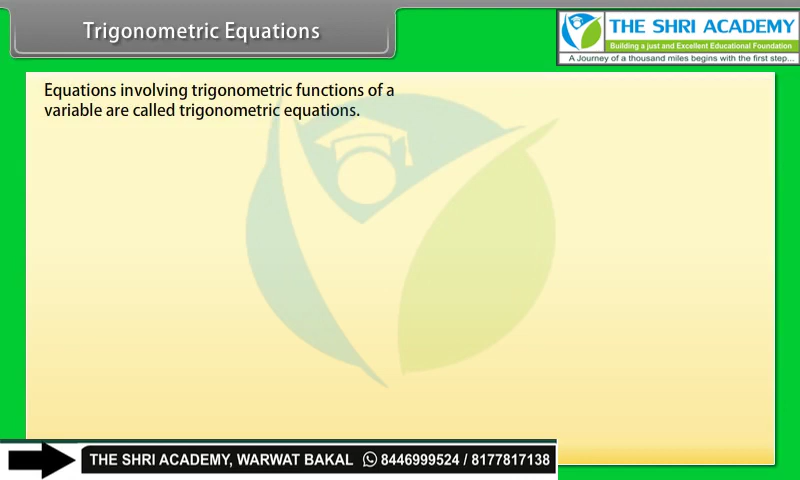 Trigonometric Equations
THE SHRI ACADEMY
Building a just and Excellent Educational Foundation
A Journey of a thousand miles begins with the first step...
Equations involving trigonometric functions of a
variable are called trigonometric equations.
THE SHRI ACADEMY, WARWAT BAKAL 8446999524 / 8177817138